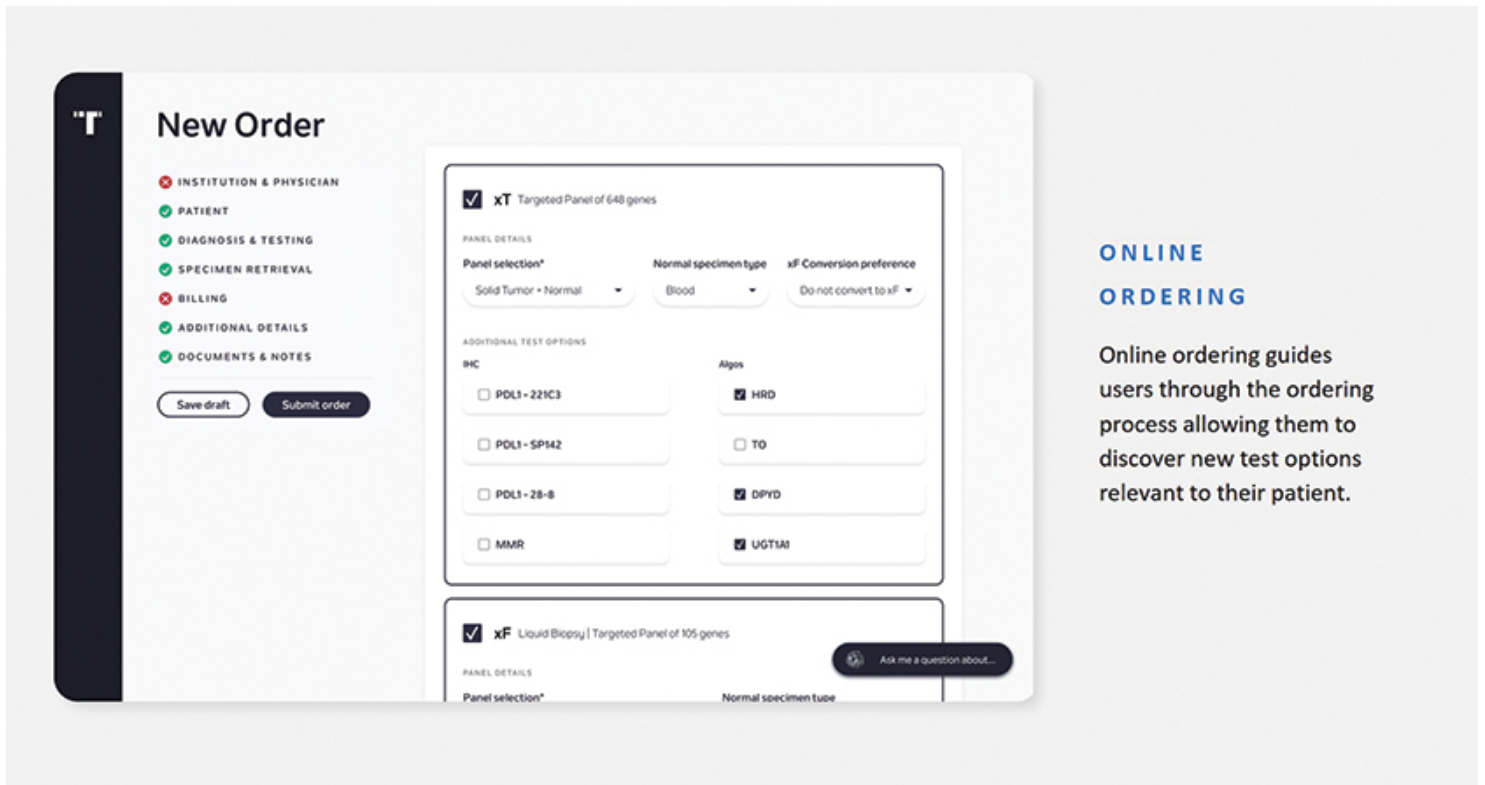 T
New Order
INSTITUTION & PHYSICIAN
PATIENT
DIAGNOSIS & TESTING
SPECIMEN RETRIEVAL
BILLING
ADDITIONAL DETAILS
DOCUMENTS & NOTES
Save draft Submit order
xT Targeted Panel of 648 genes
PANEL DETAILS
Panel selection* Normal specimen type xF Conversion preference
Solid Tumor + Normal Blood Do not convert to xF
ADDITIONAL TEST OPTIONS
IHC Algos
PDL1 - 221C3 HRD
PDL1 - SP142 TO
PDL1 - 28-8 DPYD
MMR UGT1A1
xF Liquid Biopsy | Targeted Panel of 105 genes
Ask me a question about...
PANEL DETAILS
Panel selection* Normal specimen type
ONLINE
ORDERING
Online ordering guides
users through the ordering
process allowing them to
discover new test options
relevant to their patient.